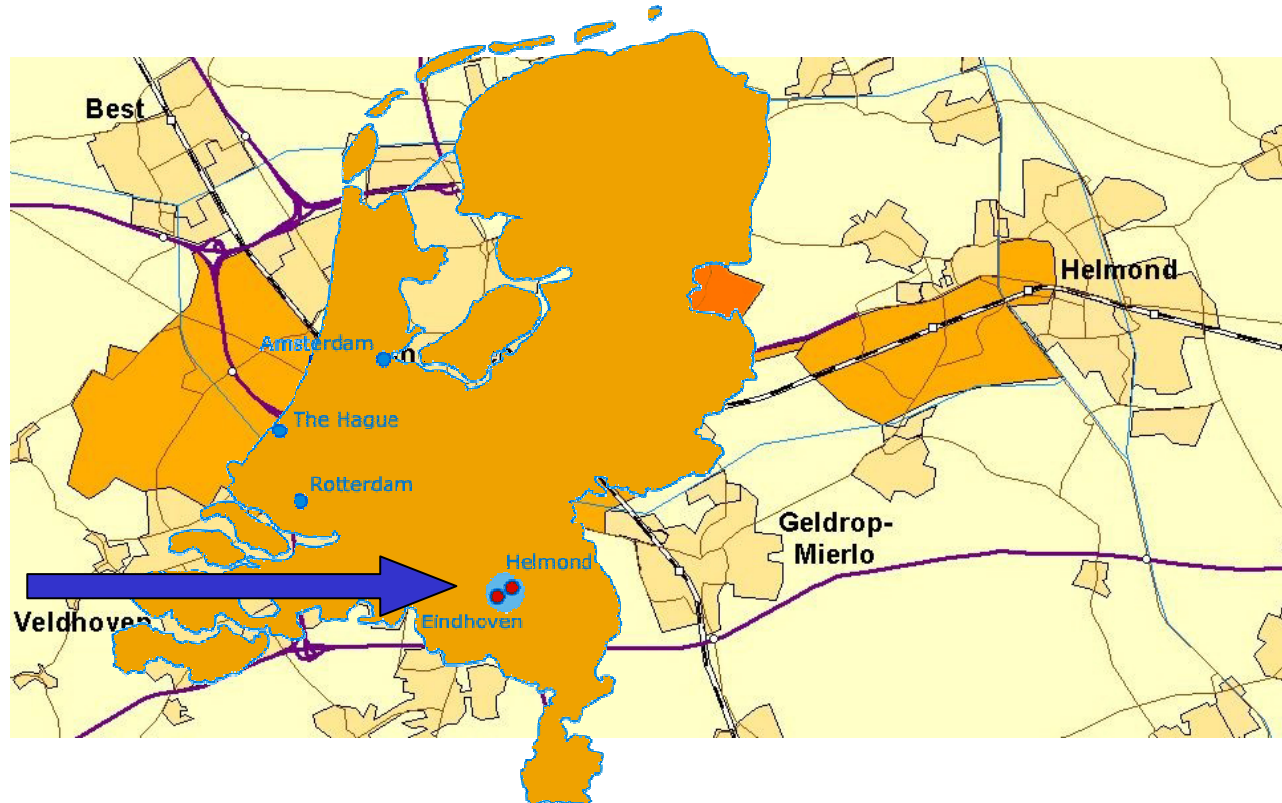 Best
Helmond
Amsterdam
n
The Hague
Rotterdam
Geldrop-
Mierlo
Helmond
Veldhoven
Eindhoven